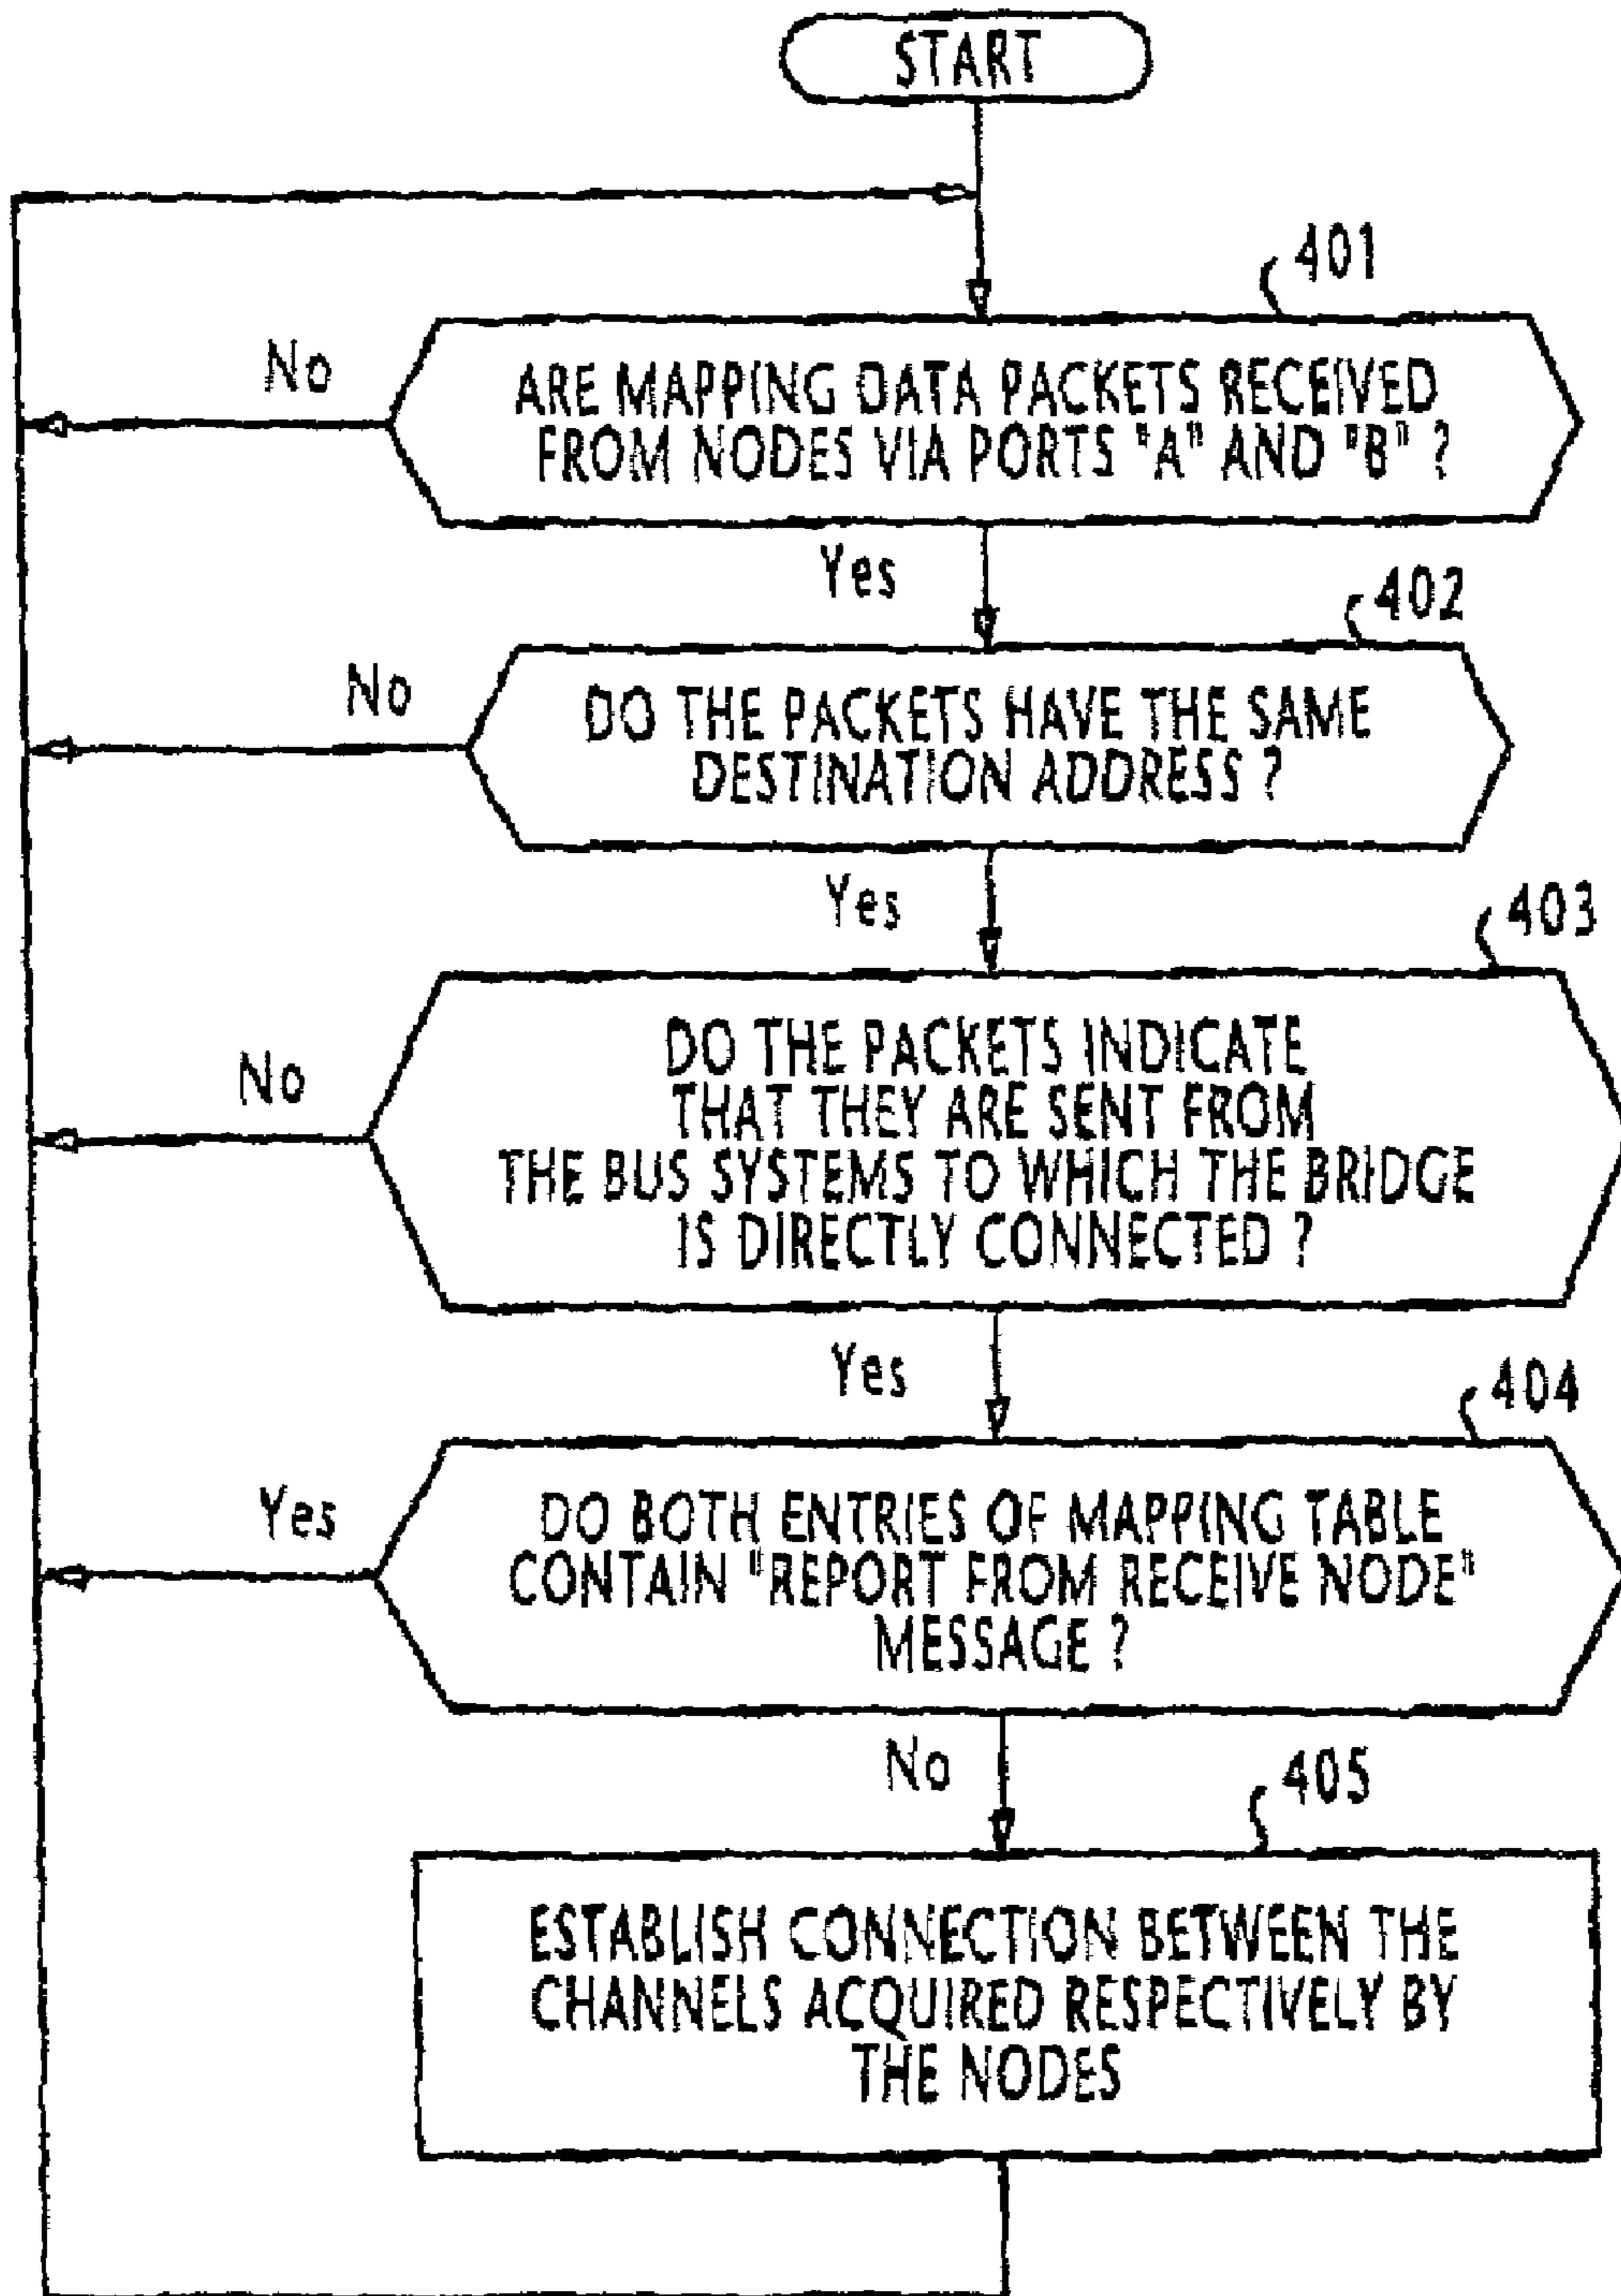 START
401
No
ARE MAPPING DATA PACKETS RECEIVED
FROM NODES VIA PORTS "A" AND "B" ?
Yes
402
No
DO THE PACKETS HAVE THE SAME
DESTINATION ADDRESS ?
Yes
403
No
DO THE PACKETS INDICATE
THAT THEY ARE SENT FROM
THE BUS SYSTEMS TO WHICH THE BRIDGE
IS DIRECTLY CONNECTED ?
Yes
404
Yes
DO BOTH ENTRIES OF MAPPING TABLE
CONTAIN "REPORT FROM RECEIVE NODE"
MESSAGE ?
No
405
ESTABLISH CONNECTION BETWEEN THE
CHANNELS ACQUIRED RESPECTIVELY BY
THE NODES